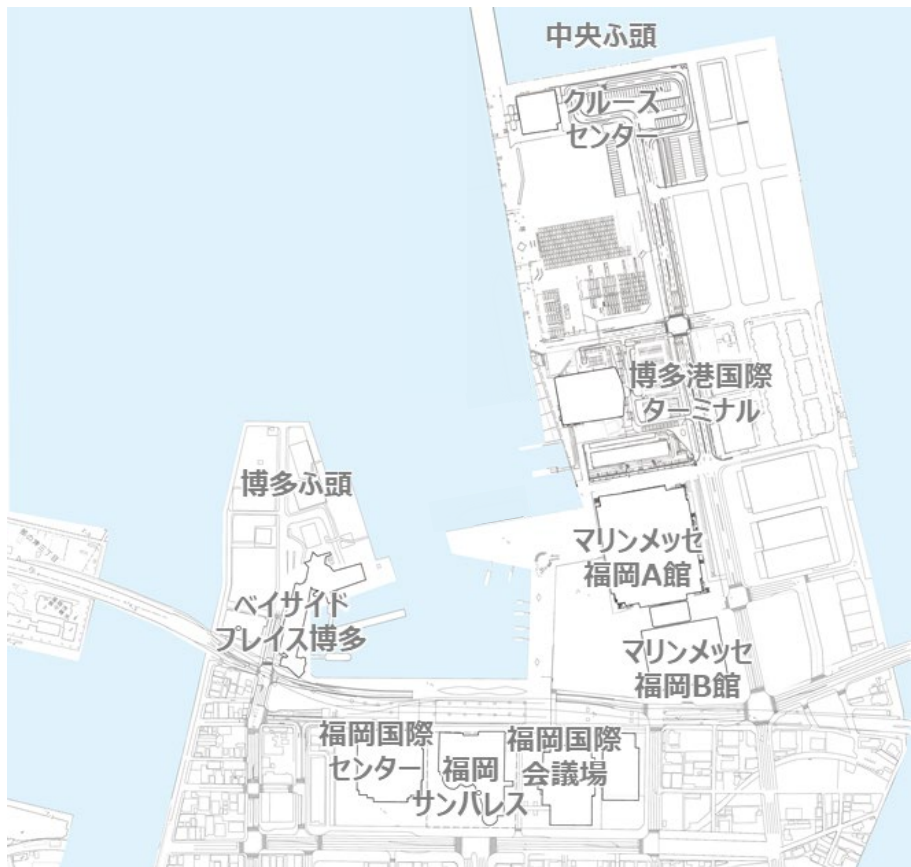 中央ふ頭
クルーズ
センター
博多港国際
ターミナル
博多ふ頭
マリンメッセ
福岡A館
ベイサイド
プレイス博多
マリンメッセ
福岡B館
福岡国際
センター
福岡
サンパレス
福岡国際
会議場